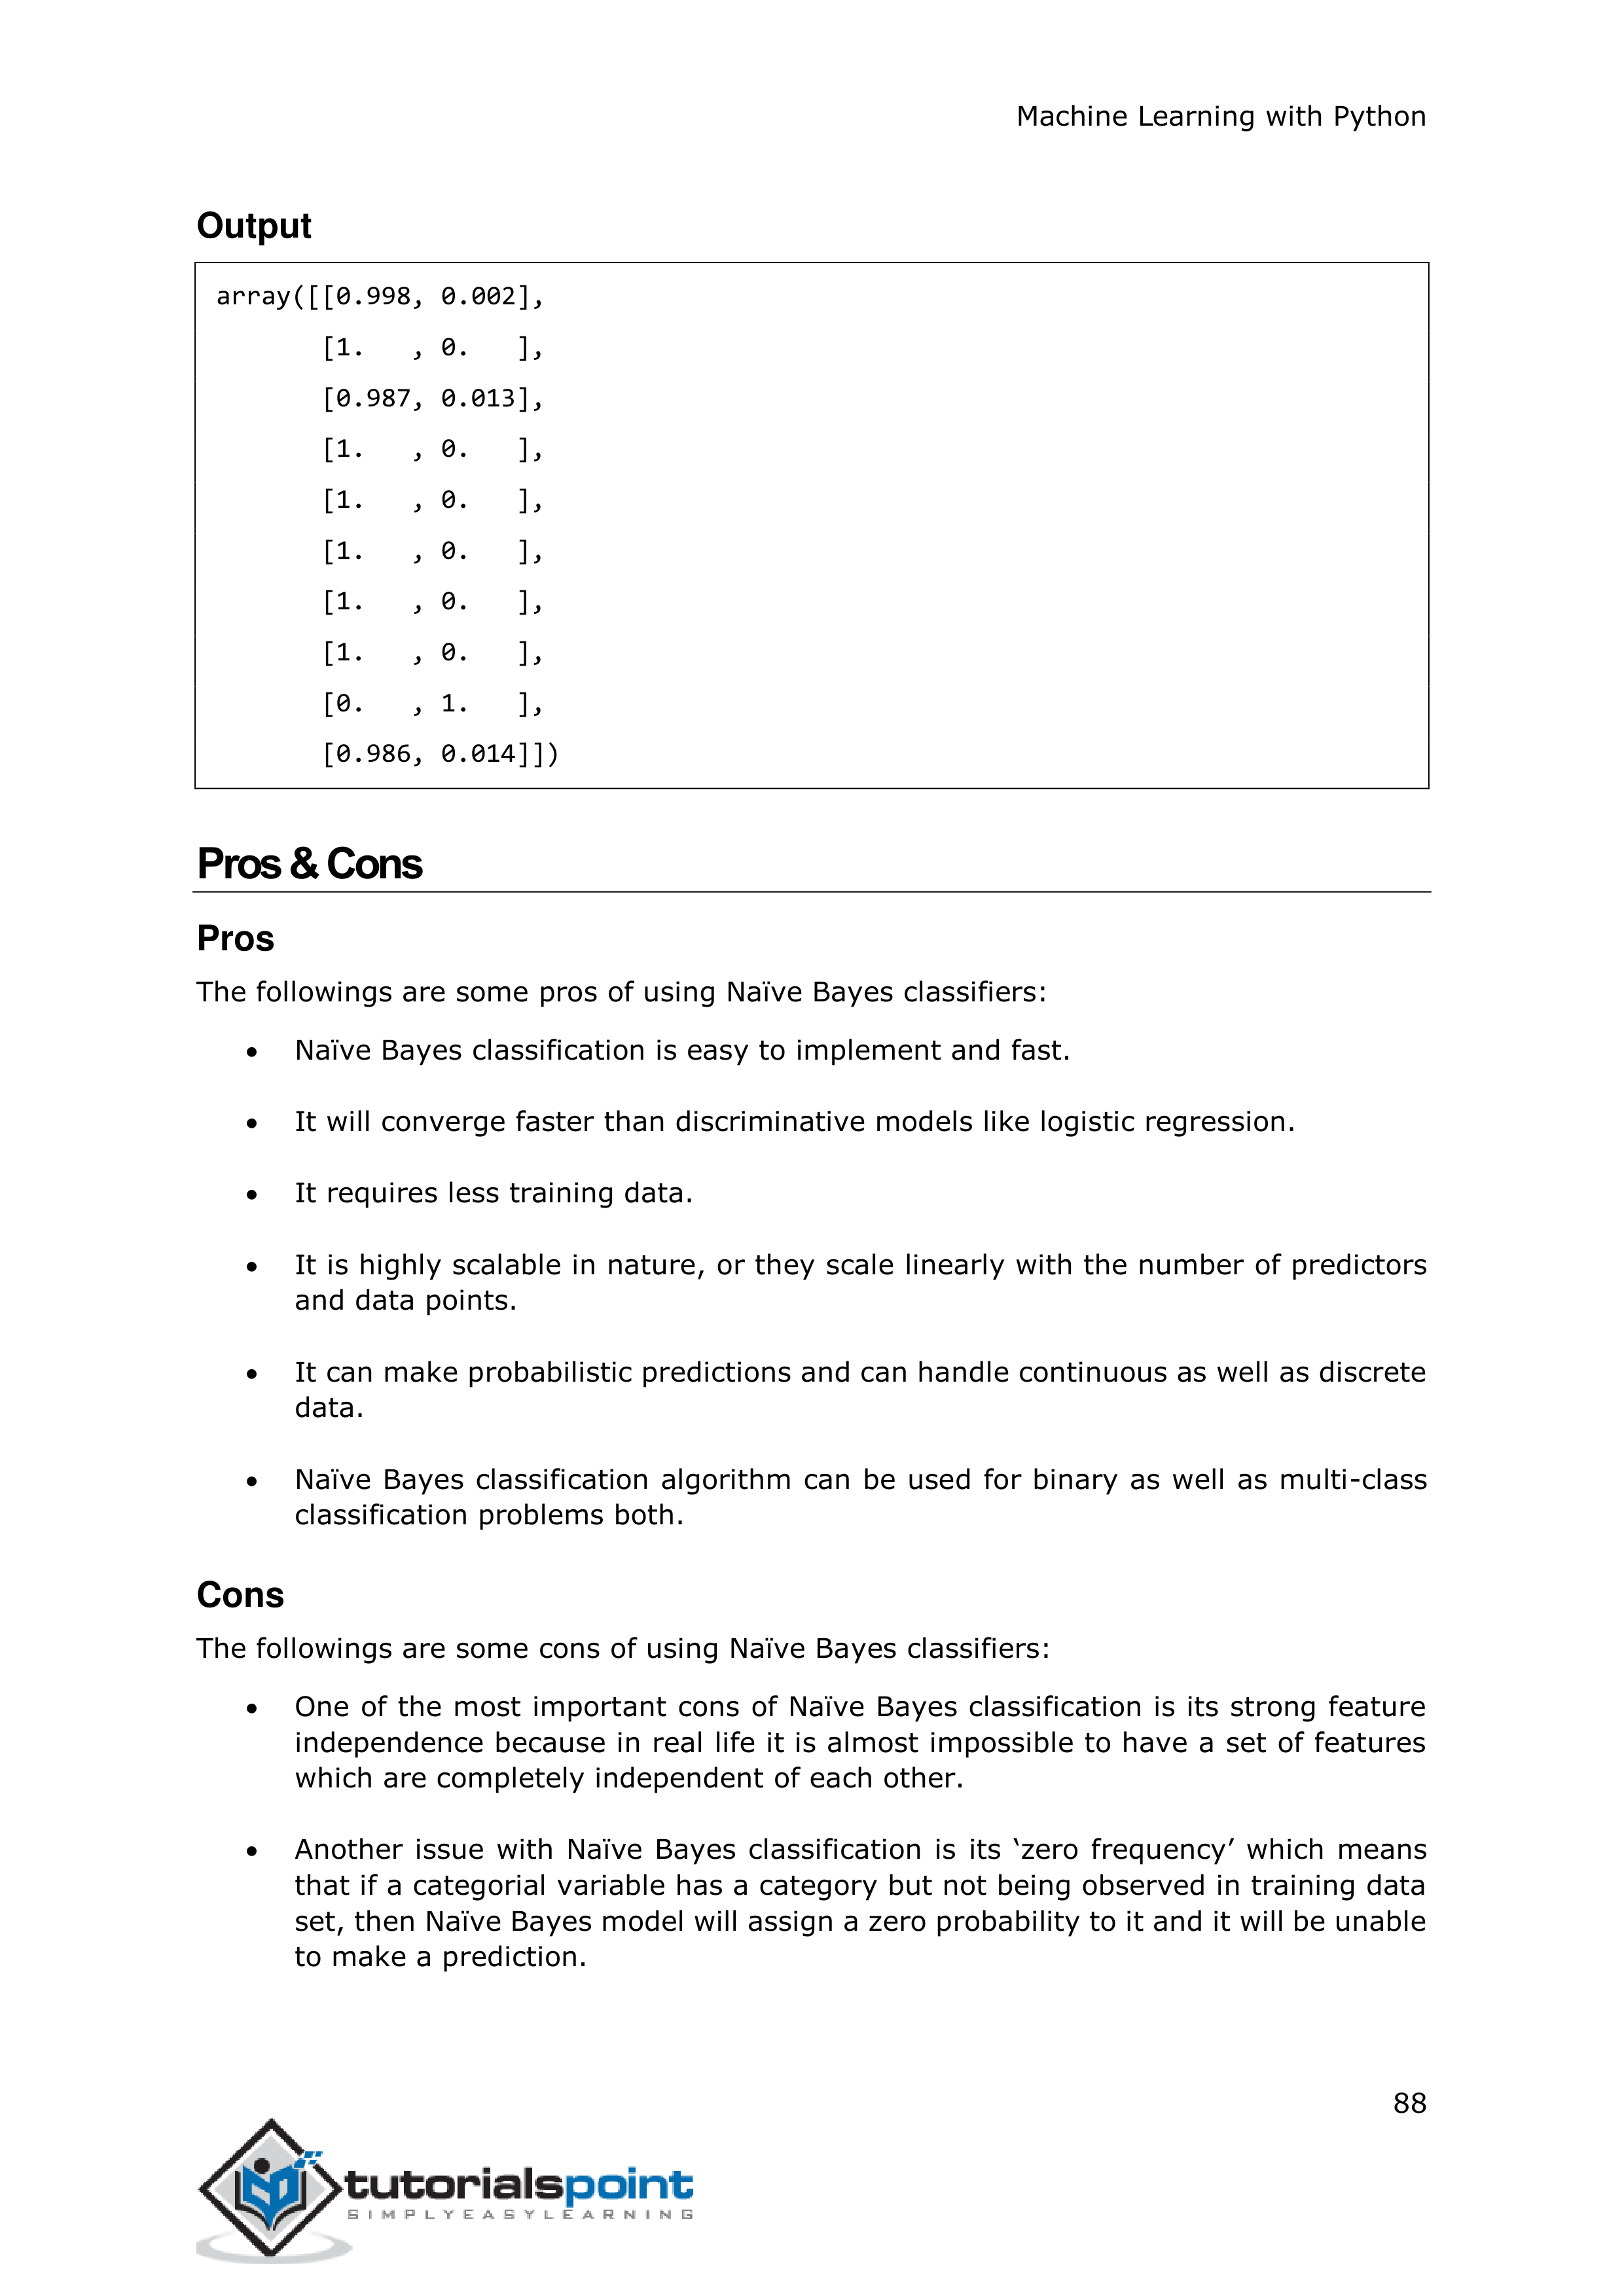 Machine Learning with Python
Output
array([[0.998, 0.002],
       [1.   , 0.   ],
       [0.987, 0.013],
       [1.   , 0.   ],
       [1.   , 0.   ],
       [1.   , 0.   ],
       [1.   , 0.   ],
       [1.   , 0.   ],
       [0.   , 1.   ],
       [0.986, 0.014]])
Pros & Cons
Pros
The followings are some pros of using Naïve Bayes classifiers:
• Naïve Bayes classification is easy to implement and fast.
• It will converge faster than discriminative models like logistic regression.
• It requires less training data.
• It is highly scalable in nature, or they scale linearly with the number of predictors
and data points.
• It can make probabilistic predictions and can handle continuous as well as discrete
data.
• Naïve Bayes classification algorithm can be used for binary as well as multi-class
classification problems both.
Cons
The followings are some cons of using Naïve Bayes classifiers:
• One of the most important cons of Naïve Bayes classification is its strong feature
independence because in real life it is almost impossible to have a set of features
which are completely independent of each other.
• Another issue with Naïve Bayes classification is its ‘zero frequency’ which means
that if a categorial variable has a category but not being observed in training data
set, then Naïve Bayes model will assign a zero probability to it and it will be unable
to make a prediction.
88
tutorialspoint
SIMPLYEASYLEARNING